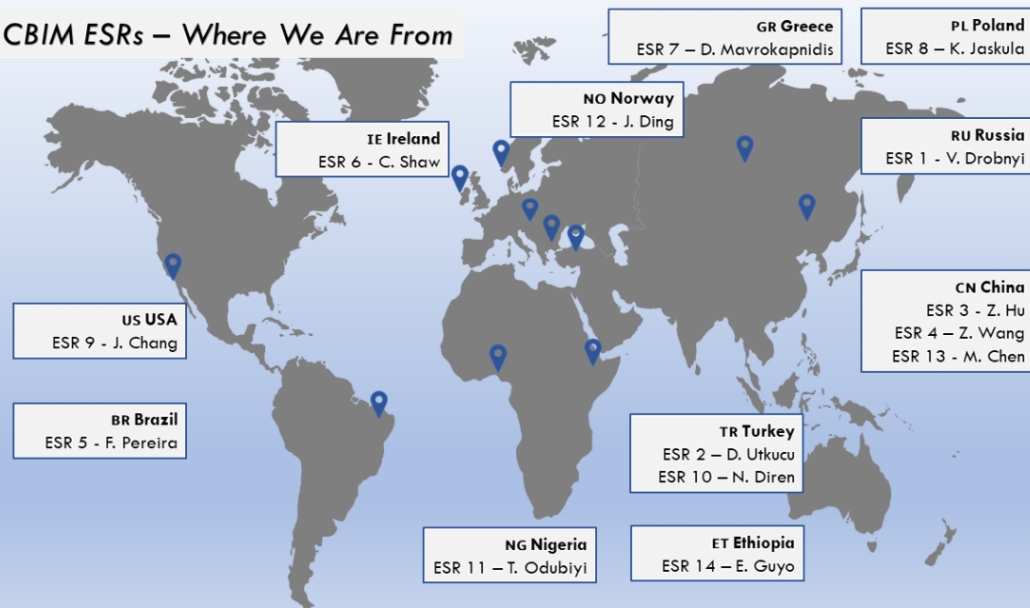 CBIM ESRs – Where We Are From
GR Greece
ESR 7 – D. Mavrokapnidis
PL Poland
ESR 8 – K. Jaskula
NO Norway
ESR 12 - J. Ding
IE Ireland
ESR 6 - C. Shaw
RU Russia
ESR 1 - V. Drobnyi
US USA
ESR 9 - J. Chang
CN China
ESR 3 - Z. Hu
ESR 4 – Z. Wang
ESR 13 - M. Chen
BR Brazil
ESR 5 - F. Pereira
TR Turkey
ESR 2 – D. Utkucu
ESR 10 – N. Diren
NG Nigeria
ESR 11 – T. Odubiyi
ET Ethiopia
ESR 14 – E. Guyo